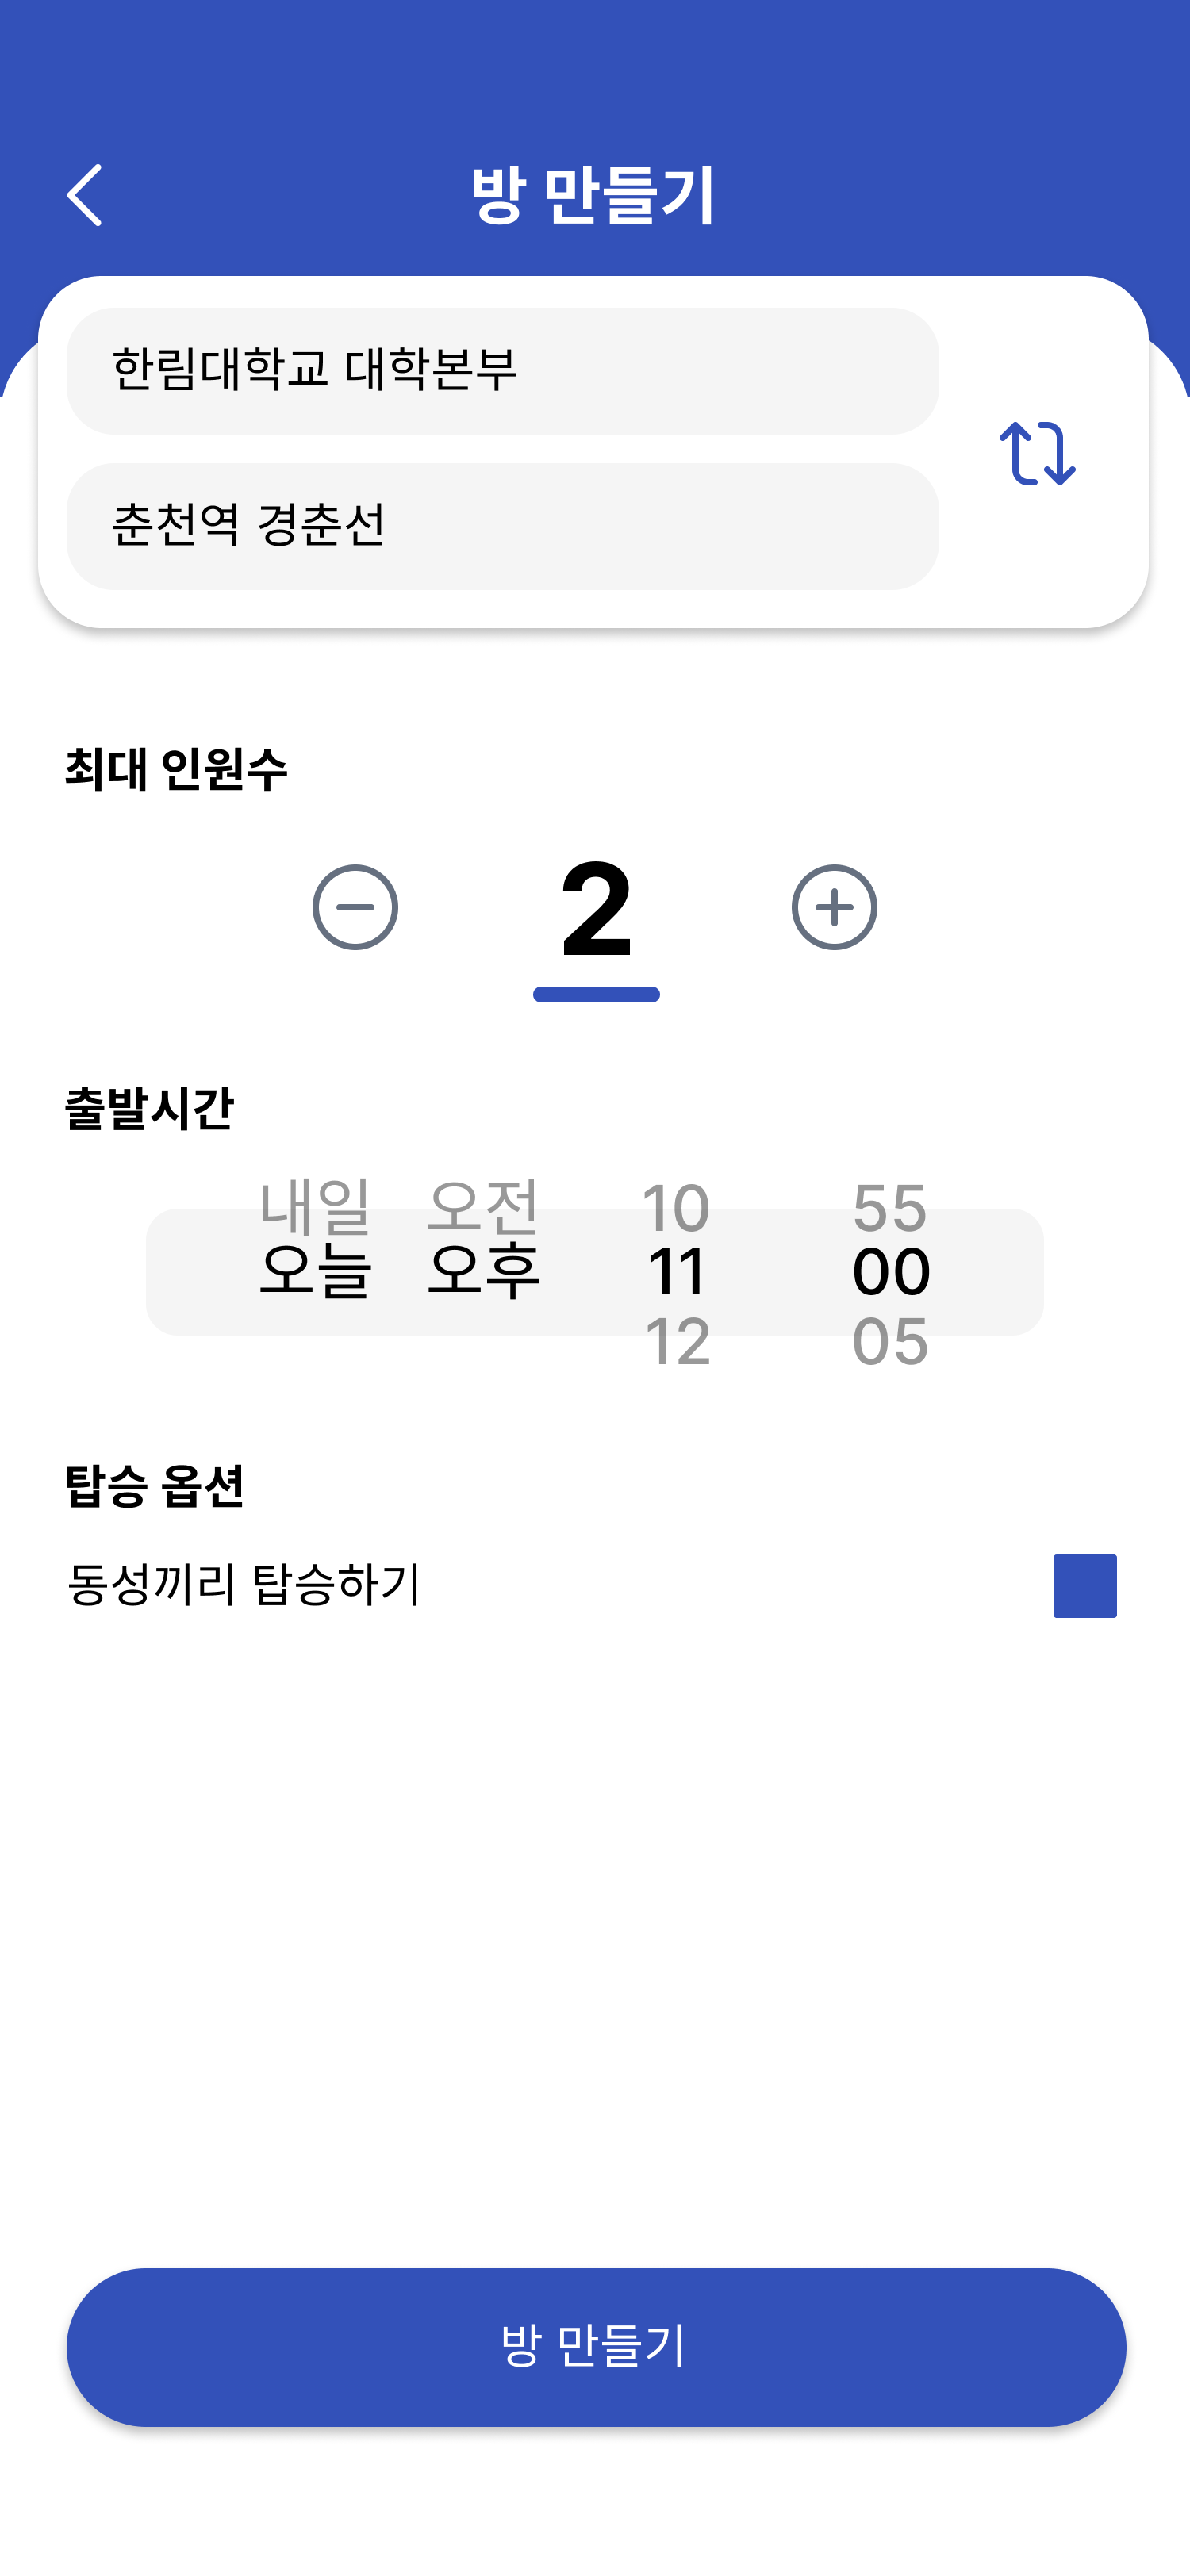 방 만들기
한림대학교 대학본부
춘천역 경춘선
최대 인원수
2
출발시간
내일 오전 10 55
오늘 오후 11 00
12 05
탑승 옵션
동성끼리 탑승하기
방 만들기